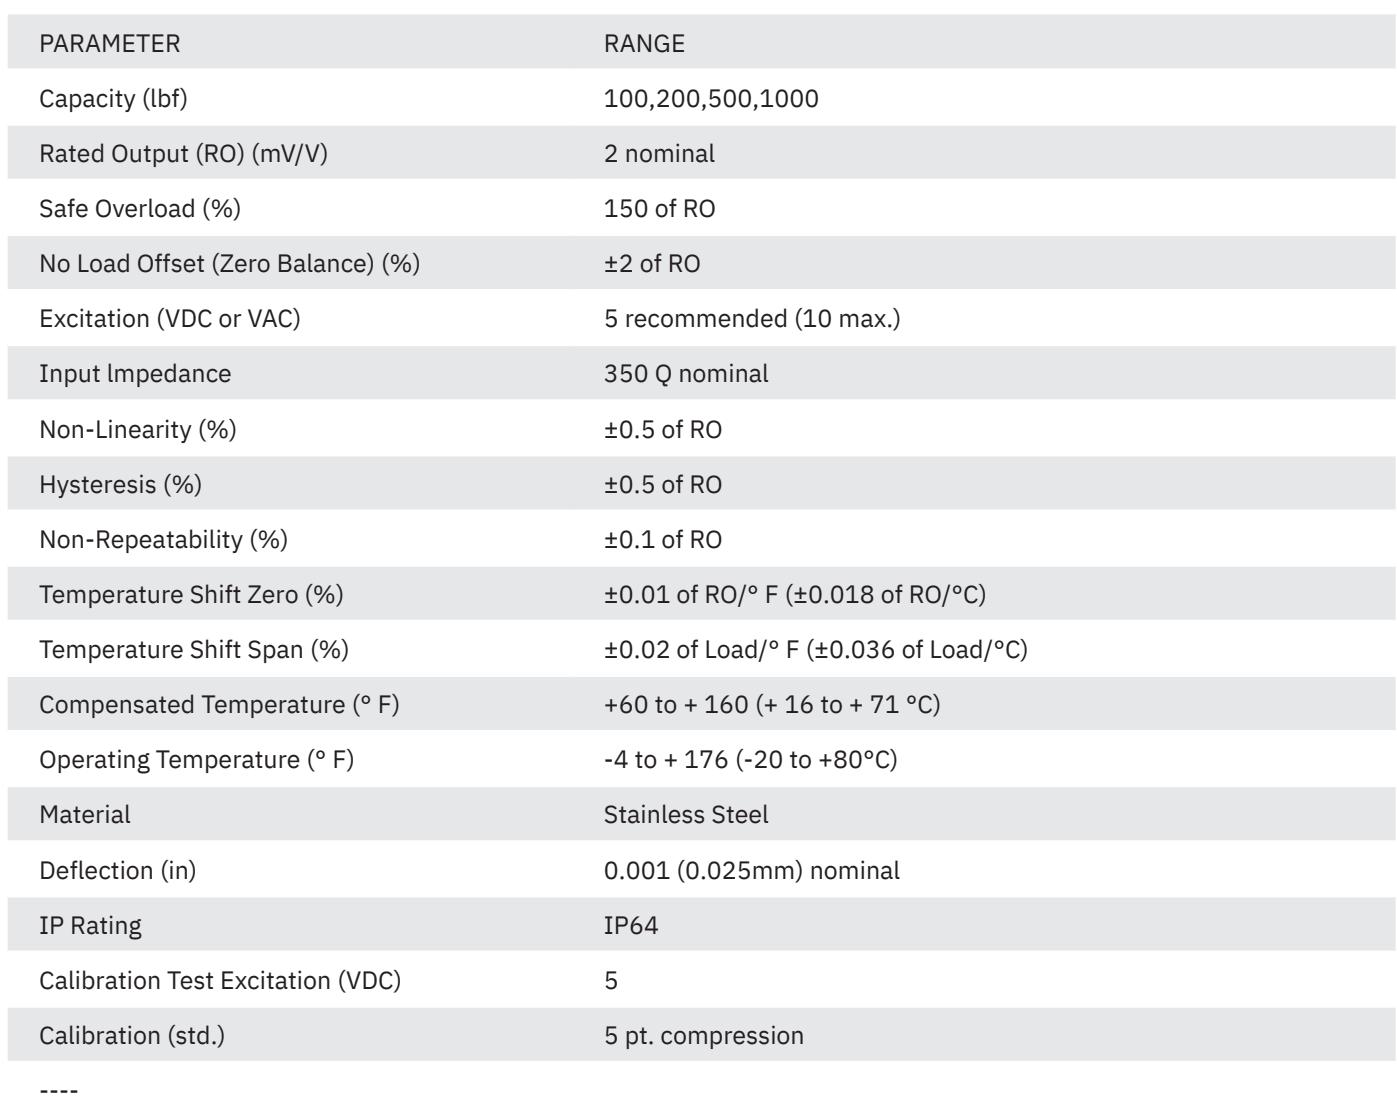 PARAMETER RANGE
Capacity (lbf) 100,200,500,1000
Rated Output (RO) (mV/V) 2 nominal
Safe Overload (%) 150 of RO
No Load Offset (Zero Balance) (%) ±2 of RO
Excitation (VDC or VAC) 5 recommended (10 max.)
Input lmpedance 350 Q nominal
Non-Linearity (%) ±0.5 of RO
Hysteresis (%) ±0.5 of RO
Non-Repeatability (%) ±0.1 of RO
Temperature Shift Zero (%) ±0.01 of RO/° F (±0.018 of RO/°C)
Temperature Shift Span (%) ±0.02 of Load/° F (±0.036 of Load/°C)
Compensated Temperature (° F) +60 to + 160 (+ 16 to + 71 °C)
Operating Temperature (° F) -4 to + 176 (-20 to +80°C)
Material Stainless Steel
Deflection (in) 0.001 (0.025mm) nominal
IP Rating IP64
Calibration Test Excitation (VDC) 5
Calibration (std.) 5 pt. compression
----